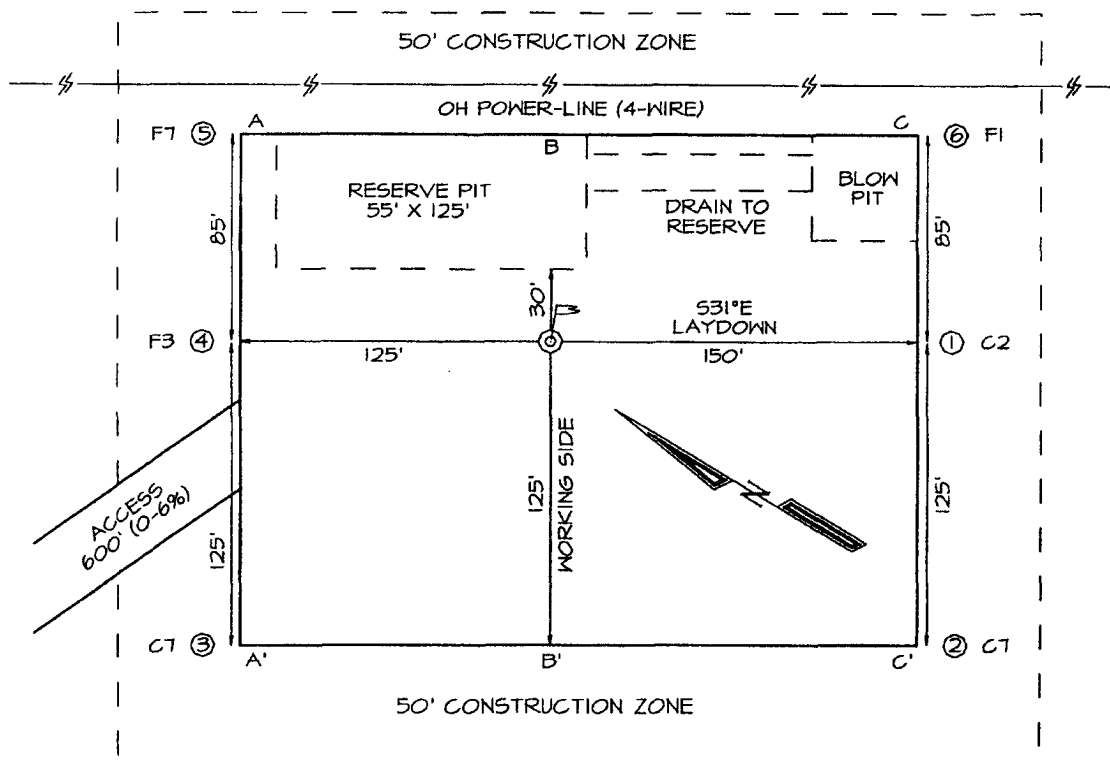 50' CONSTRUCTION ZONE
OH POWER-LINE (4-WIRE)
F7 ⑤ A
B
C ⑥ F1
RESERVE PIT
55' X 125'
DRAIN TO
RESERVE
BLOW
PIT
85'
85'
30'
S31°E
LAYDOWN
F3 ④
125'
150'
① C2
ACCESS
600' (0-6%)
125'
125'
WORKING SIDE
N
125'
C7 ③ A'
B'
C' ② C7
50' CONSTRUCTION ZONE